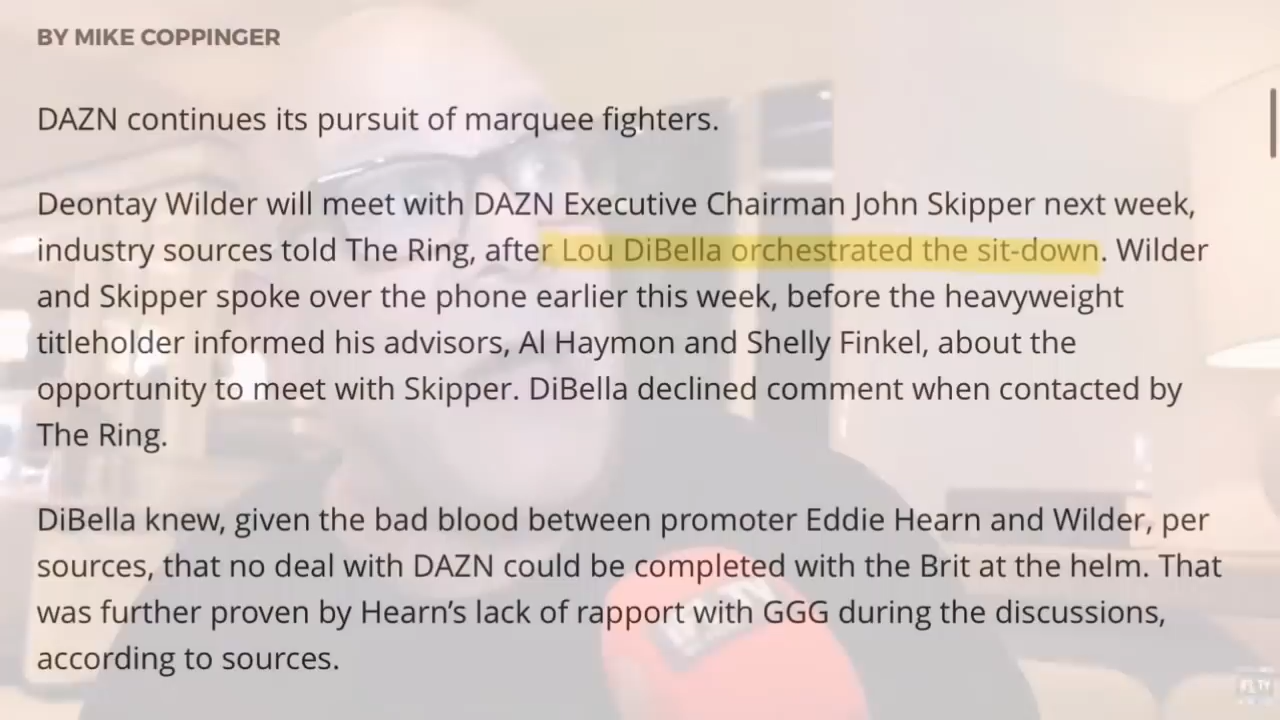 BY MIKE COPPINGER
DAZN continues its pursuit of marquee fighters.
Deontay Wilder will meet with DAZN Executive Chairman John Skipper next week,
industry sources told The Ring, after Lou DiBella orchestrated the sit-down. Wilder
and Skipper spoke over the phone earlier this week, before the heavyweight
titleholder informed his advisors, Al Haymon and Shelly Finkel, about the
opportunity to meet with Skipper. DiBella declined comment when contacted by
The Ring.
DiBella knew, given the bad blood between promoter Eddie Hearn and Wilder, per
sources, that no deal with DAZN could be completed with the Brit at the helm. That
was further proven by Hearn’s lack of rapport with GGG during the discussions,
according to sources.